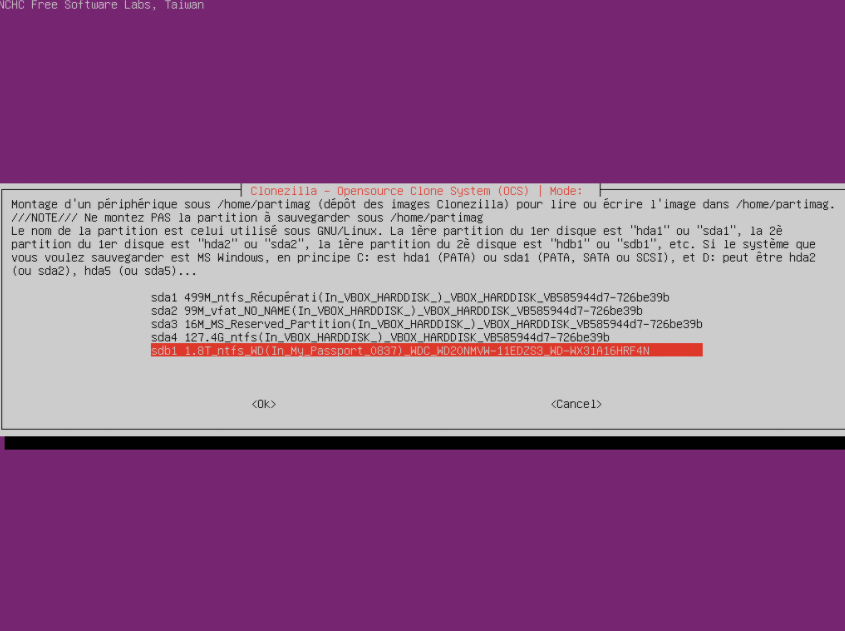 NCHC Free Software Labs, Taiwan
Clonezilla - Opensource Clone System (OCS) | Mode:
Montage d'un périphérique sous /home/partimag (dépôt des images Clonezilla) pour lire ou écrire l'image dans /home/partimag.
///NOTE/// Ne montez PAS la partition à sauvegarder sous /home/partimag
Le nom de la partition est celui utilisé sous GNU/Linux. La 1ère partition du 1er disque est "hda1" ou "sda1", la 2è
partition du 1er disque est "hda2" ou "sda2", la 1ère partition du 2è disque est "hdb1" ou "sdb1", etc. Si le système que
vous voulez sauvegarder est MS Windows, en principe C: est hda1 (PATA) ou sda1 (PATA, SATA ou SCSI), et D: peut être hda2
(ou sda2), hda5 (ou sda5)...
sda1 499M_ntfs_Récupérati(In_VBOX_HARDDISK_)_VBOX_HARDDISK_VB585944d7-726be39b
sda2 99M_vfat_NO_NAME(In_VBOX_HARDDISK_)_VBOX_HARDDISK_VB585944d7-726be39b
sda3 16M_MS_Reserved_Partition(In_VBOX_HARDDISK_)_VBOX_HARDDISK_VB585944d7-726be39b
sda4 127.4G_ntfs(In_VBOX_HARDDISK_)_VBOX_HARDDISK_VB585944d7-726be39b
sdb1 1.8T_ntfs_WD(In_My_Passport_0837)_WDC_WD20NMVW-11EDZS3_WD-WX31A16HRF4N
<Ok> <Cancel>